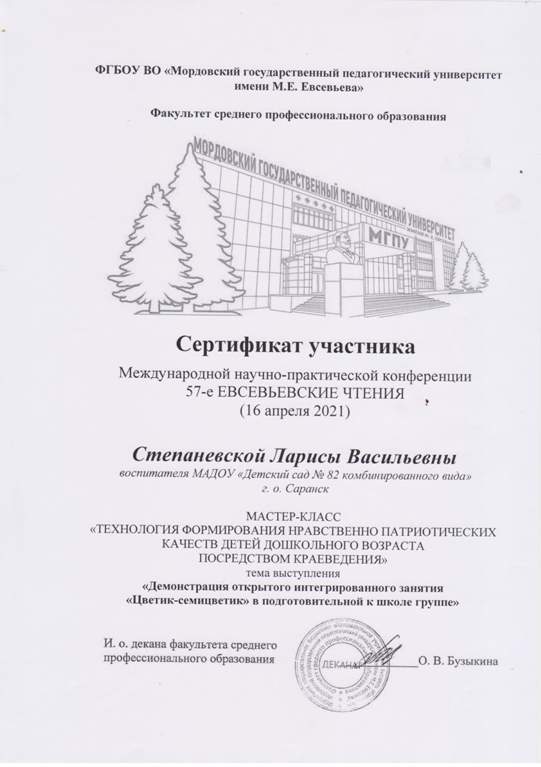 ФГБОУ ВО «Мордовский государственный педагогический университет
имени М.Е. Евсевьева»
Факультет среднего профессионального образования
МОРДОВСКИЙ ГОСУДАРСТВЕННЫЙ ПЕДАГОГИЧЕСКИЙ УНИВЕРСИТЕТ
МГПУ
Сертификат участника
Международной научно-практической конференции
57-е ЕВСЕВЬЕВСКИЕ ЧТЕНИЯ
(16 апреля 2021)
Степаневской Ларисы Васильевны
воспитателя МАДОУ «Детский сад № 82 комбинированного вида»
г. о. Саранск
МАСТЕР-КЛАСС
«ТЕХНОЛОГИЯ ФОРМИРОВАНИЯ НРАВСТВЕННО ПАТРИОТИЧЕСКИХ
КАЧЕСТВ ДЕТЕЙ ДОШКОЛЬНОГО ВОЗРАСТА
ПОСРЕДСТВОМ КРАЕВЕДЕНИЯ»
тема выступления
«Демонстрация открытого интегрированного занятия
«Цветик-семицветик» в подготовительной к школе группе»
И. о. декана факультета среднего
профессионального образования
ДЕКАНАТ
О. В. Бузыкина